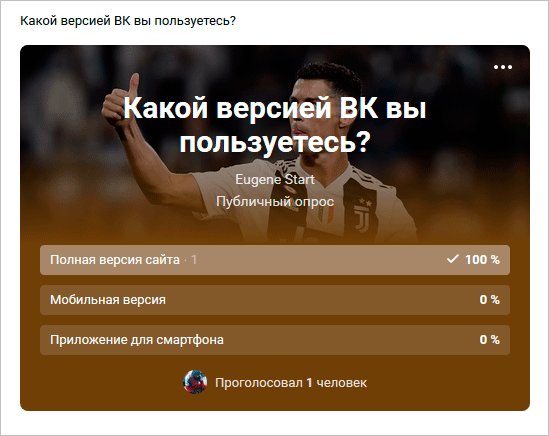 Какой версией ВК вы пользуетесь?
Какой версией ВК вы
пользуетесь?
Eugene Start
Публичный опрос
Полная версия сайта · 1 100 %
Мобильная версия 0 %
Приложение для смартфона 0 %
Проголосовал 1 человек